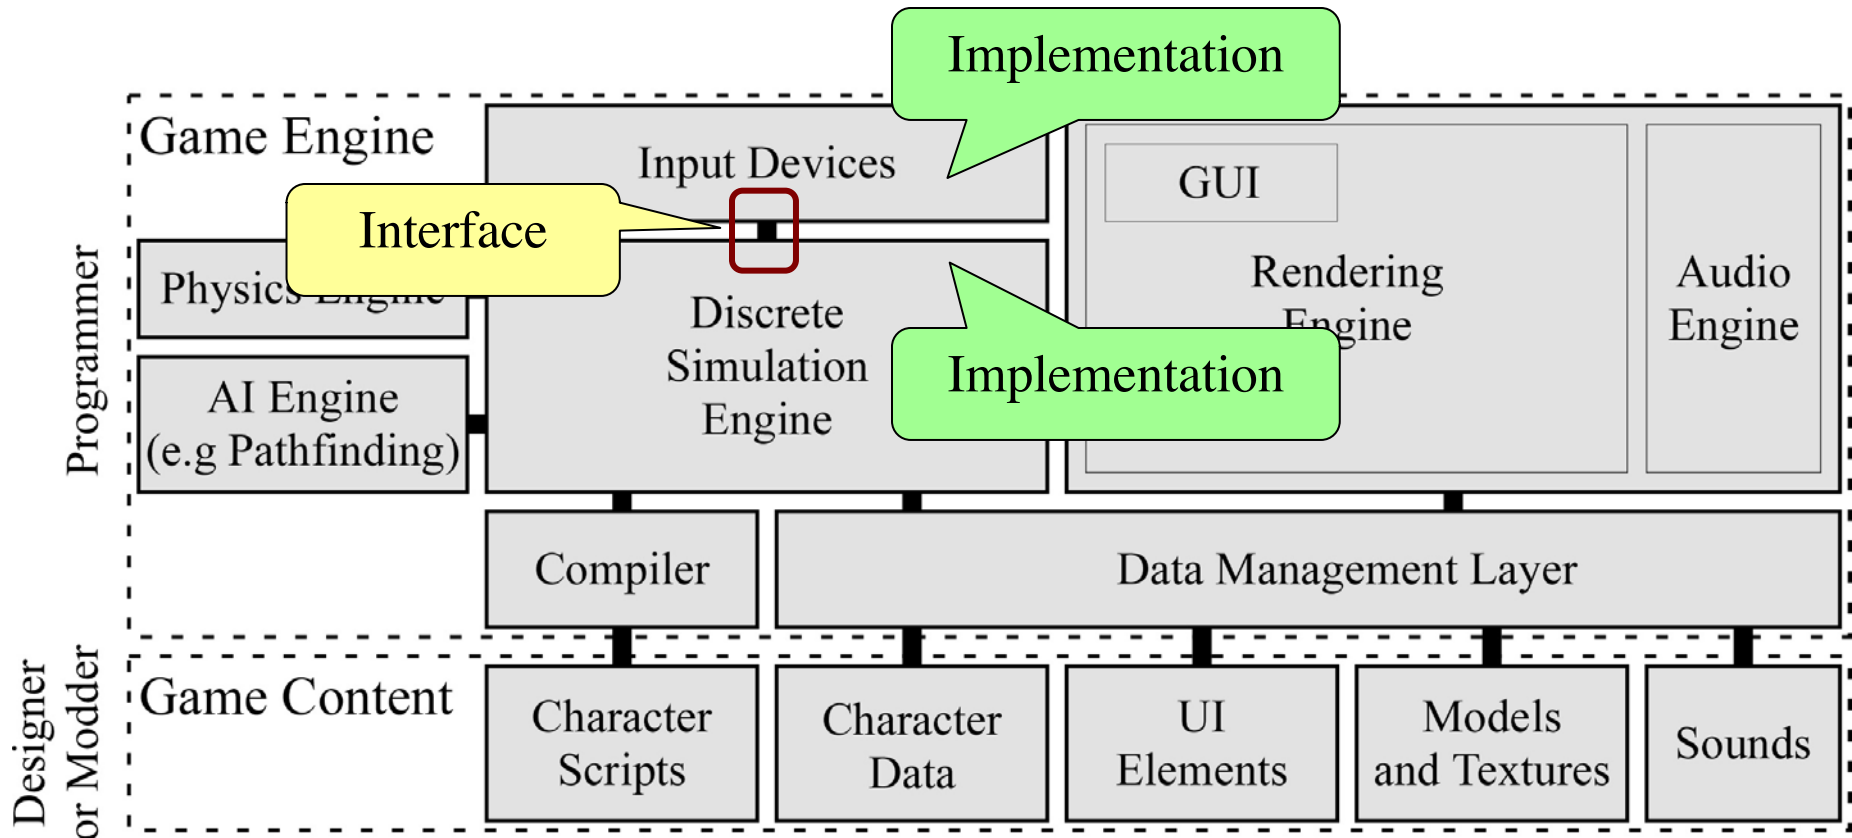 Implementation
Game Engine
Input Devices
GUI
Interface
Physics Engine
Discrete
Simulation
Engine
Rendering
Engine
Audio
Engine
Implementation
AI Engine
(e.g Pathfinding)
Programmer
Compiler
Data Management Layer
Designer
or Modder
Game Content
Character
Scripts
Character
Data
UI
Elements
Models
and Textures
Sounds